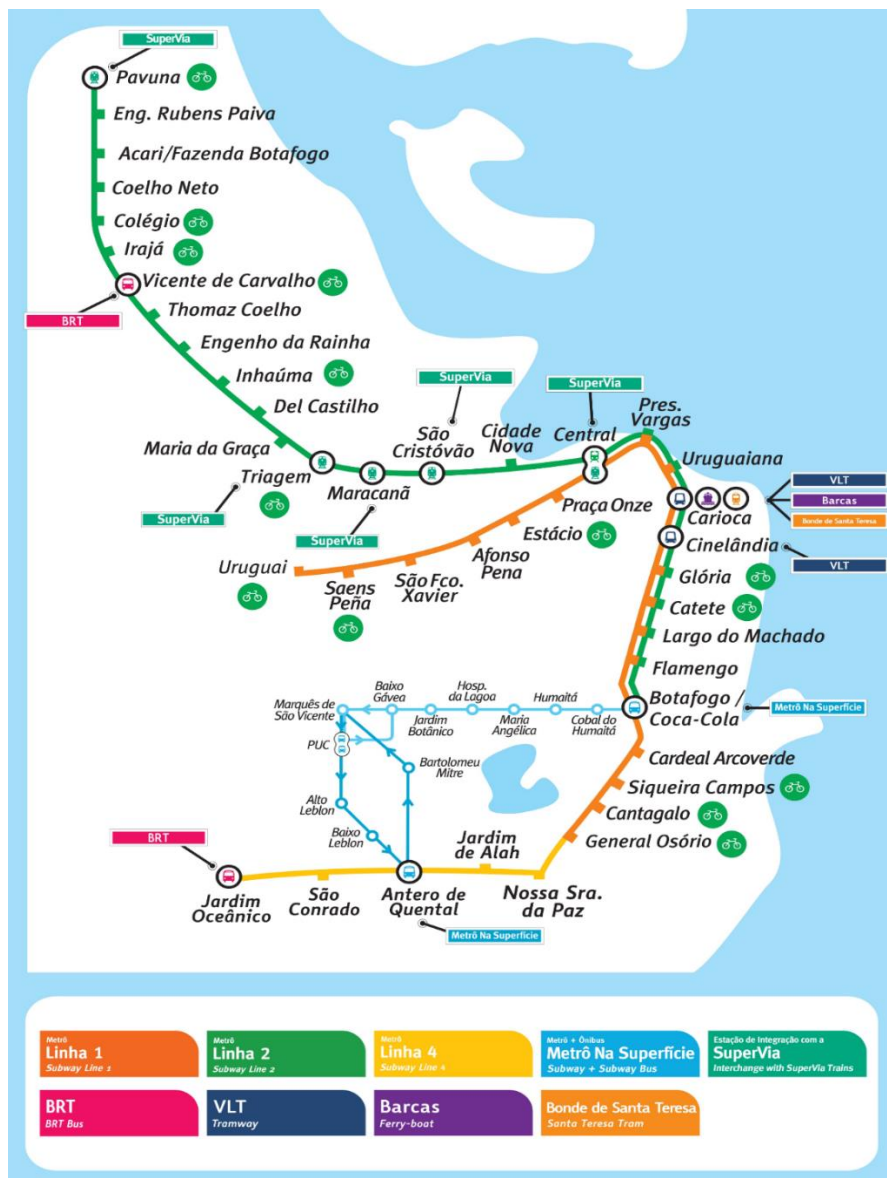 SuperVia
Pavuna
Eng. Rubens Paiva
Acari/Fazenda Botafogo
Coelho Neto
Colégio
Irajá
Vicente de Carvalho
BRT
Thomaz Coelho
Engenho da Rainha
Inhaúma
Del Castilho
Maria da Graça
Triagem
SuperVia
Maracanã
SuperVia
SuperVia
São
Cristóvão
Cidade
Nova
SuperVia
Central
Pres.
Vargas
Uruguaiana
VLT
Barcas
Bonde de Santa Teresa
Carioca
Cinelândia
VLT
Praça Onze
Estácio
Afonso
Pena
São Fco.
Xavier
Saens
Peña
Uruguai
Glória
Catete
Largo do Machado
Flamengo
Botafogo /
Coca-Cola
Metrô Na Superfície
Marquês de
São Vicente
Baixo
Gávea
Hosp.
da Lagoa
Humaitá
Jardim
Botânico
Maria
Angélica
Cobal do
Humaitá
PUC
Bartolomeu
Mitre
Alto
Leblon
Baixo
Leblon
Cardeal Arcoverde
Siqueira Campos
Cantagalo
General Osório
BRT
Jardim
Oceânico
São
Conrado
Antero de
Quental
Metrô Na Superfície
Jardim
de Alah
Nossa Sra.
da Paz
Metrô
Linha 1
Subway Line 1
Metrô
Linha 2
Subway Line 2
Metrô
Linha 4
Subway Line 4
Metrô + Ônibus
Metrô Na Superfície
Subway + Subway Bus
Estação de Integração com a
SuperVia
Interchange with SuperVia Trains
BRT
BRT Bus
VLT
Tramway
Barcas
Ferry-boat
Bonde de Santa Teresa
Santa Teresa Tram